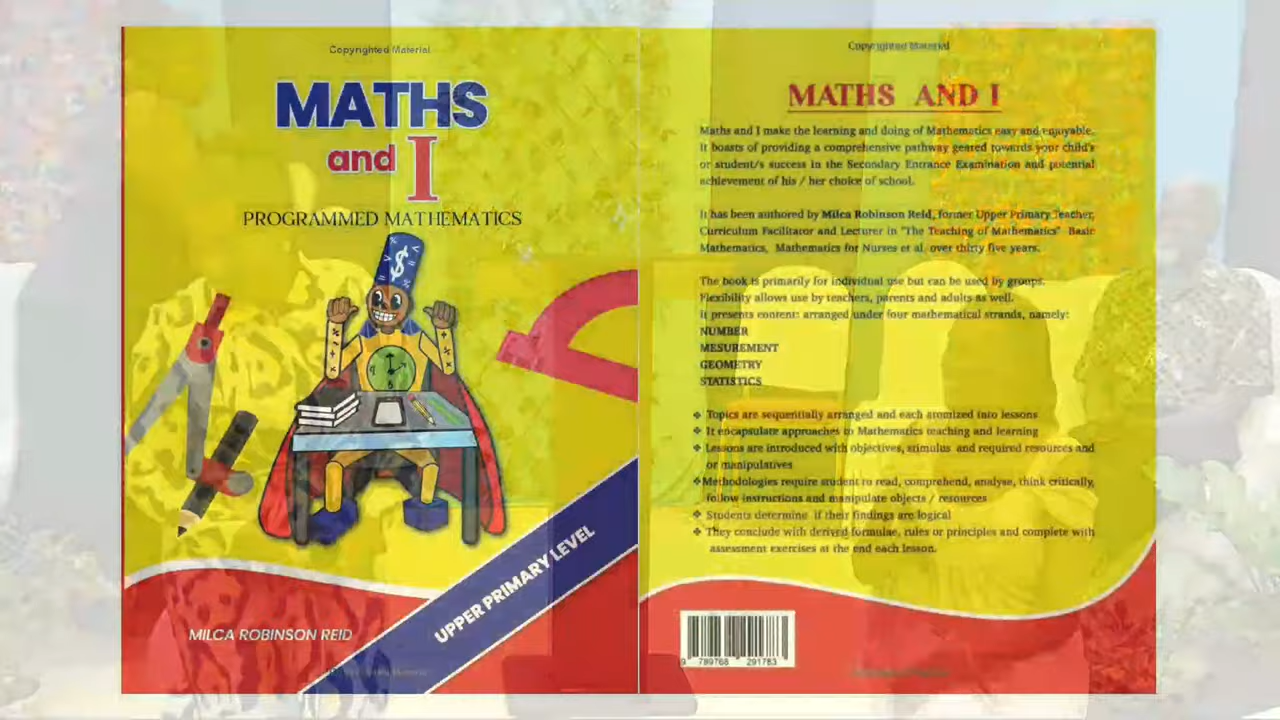 Copyrighted Material
MATHS
and I
PROGRAMMED MATHEMATICS
$
UPPER PRIMARY LEVEL
MILCA ROBINSON REID
Copyrighted Material
MATHS AND I
Maths and I make the learning and doing of Mathematics easy and enjoyable.
It boasts of providing a comprehensive pathway geared towards your child's
or student/s success in the Secondary Entrance Examination and potential
achievement of his / her choice of school.
It has been authored by Milca Robinson Reid, former Upper Primary Teacher,
Curriculum Facilitator and Lecturer in "The Teaching of Mathematics" Basic
Mathematics, Mathematics for Nurses et al. over thirty five years.
The book is primarily for individual use but can be used by groups.
Flexibility allows use by teachers, parents and adults as well.
It presents content: arranged under four mathematical strands, namely:
NUMBER
MESUREMENT
GEOMETRY
STATISTICS
❖ Topics are sequentially arranged and each atomized into lessons
❖ It encapsulate approaches to Mathematics teaching and learning
❖ Lessons are introduced with objectives, stimulus and required resources and
or manipulatives
❖Methodologies require student to read, comprehend, analyse, think critically,
follow instructions and manipulate objects / resources
❖ Students determine if their findings are logical
❖ They conclude with derived formulae, rules or principles and complete with
assessment exercises at the end each lesson.
9 789768 291783